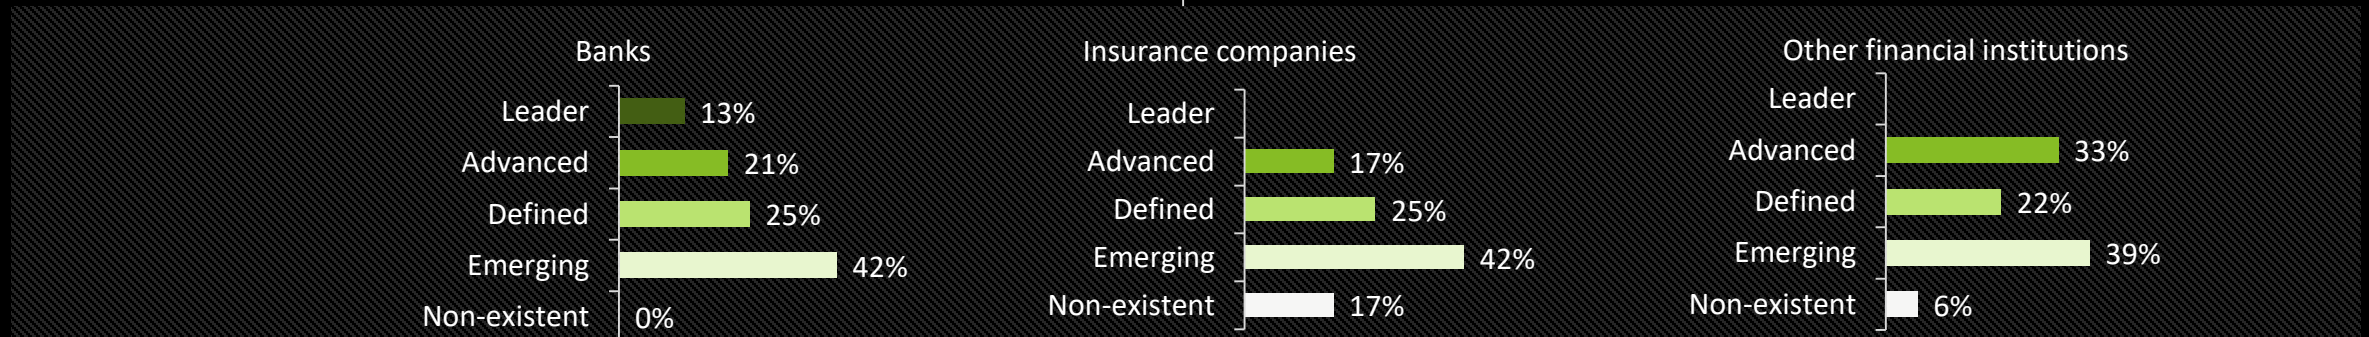 Banks
Leader 13%
Advanced 21%
Defined 25%
Emerging 42%
Non-existent 0%
Insurance companies
Leader
Advanced 17%
Defined 25%
Emerging 42%
Non-existent 17%
Other financial institutions
Leader
Advanced 33%
Defined 22%
Emerging 39%
Non-existent 6%